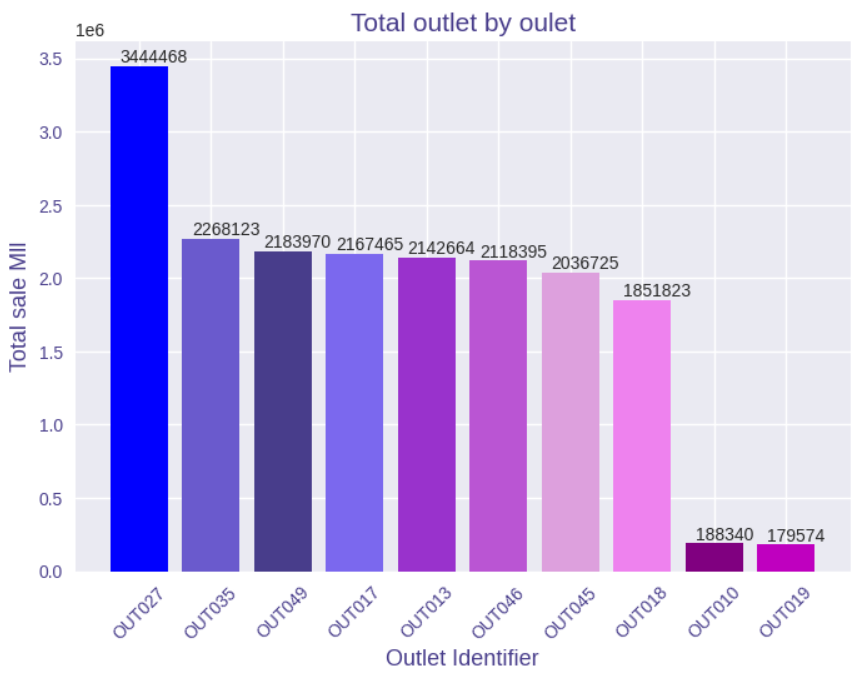 Total outlet by oulet
1e6
3444468
2268123
2183970
2167465
2142664
2118395
2036725
1851823
188340
179574
3.5
3.0
2.5
2.0
1.5
1.0
0.5
0.0
Total sale Mll
OUT027
OUT035
OUT049
OUT017
OUT013
OUT046
OUT045
OUT018
OUT010
OUT019
Outlet Identifier